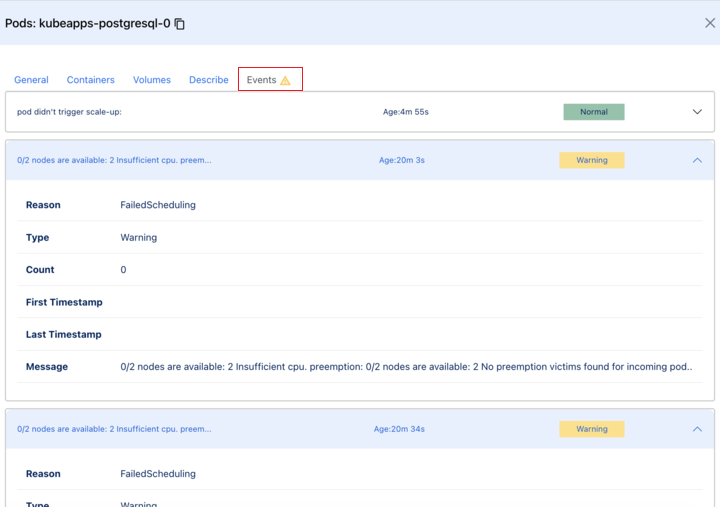 Pods: kubeapps-postgresql-0
General Containers Volumes Describe Events
pod didn't trigger scale-up: Age:4m 55s Normal
0/2 nodes are available: 2 Insufficient cpu. preem... Age:20m 3s Warning
Reason FailedScheduling
Type Warning
Count 0
First Timestamp
Last Timestamp
Message 0/2 nodes are available: 2 Insufficient cpu. preemption: 0/2 nodes are available: 2 No preemption victims found for incoming pod..
0/2 nodes are available: 2 Insufficient cpu. preem... Age:20m 34s Warning
Reason FailedScheduling
Type Warning